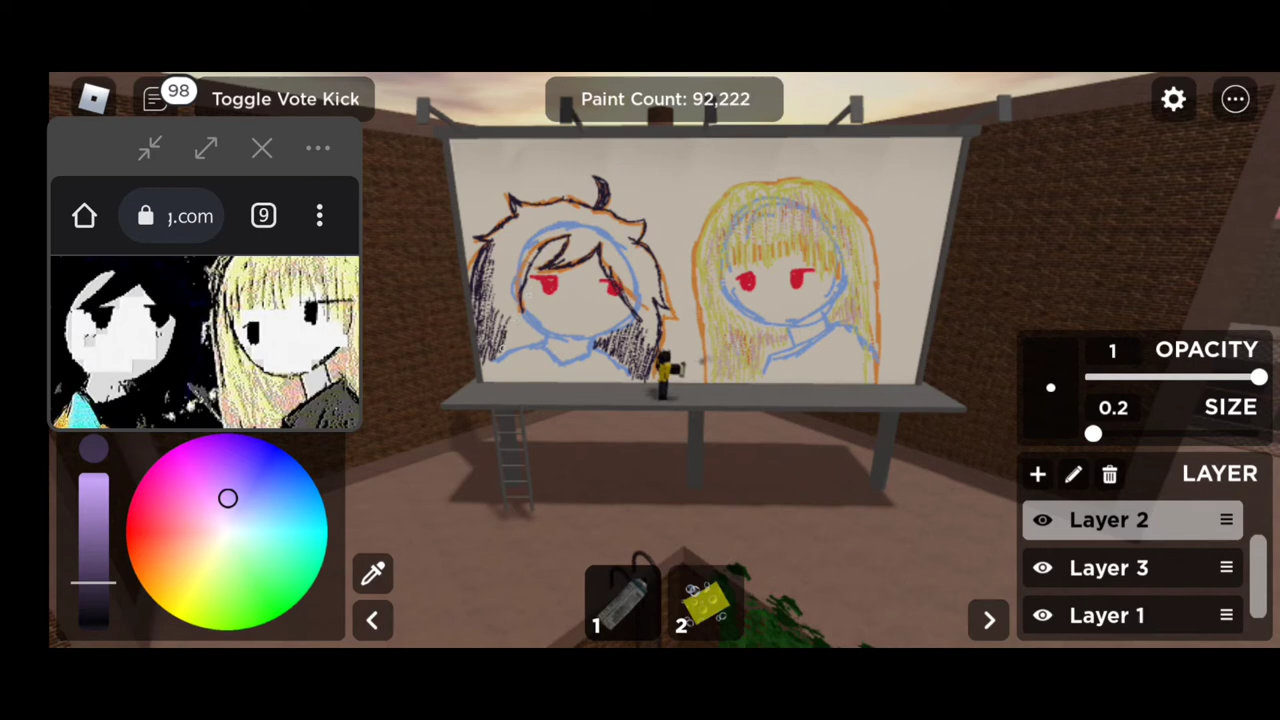 98
Toggle Vote Kick
Paint Count: 92,222
g.com
9
1
OPACITY
0.2
SIZE
LAYER
Layer 2
Layer 3
Layer 1
1
2